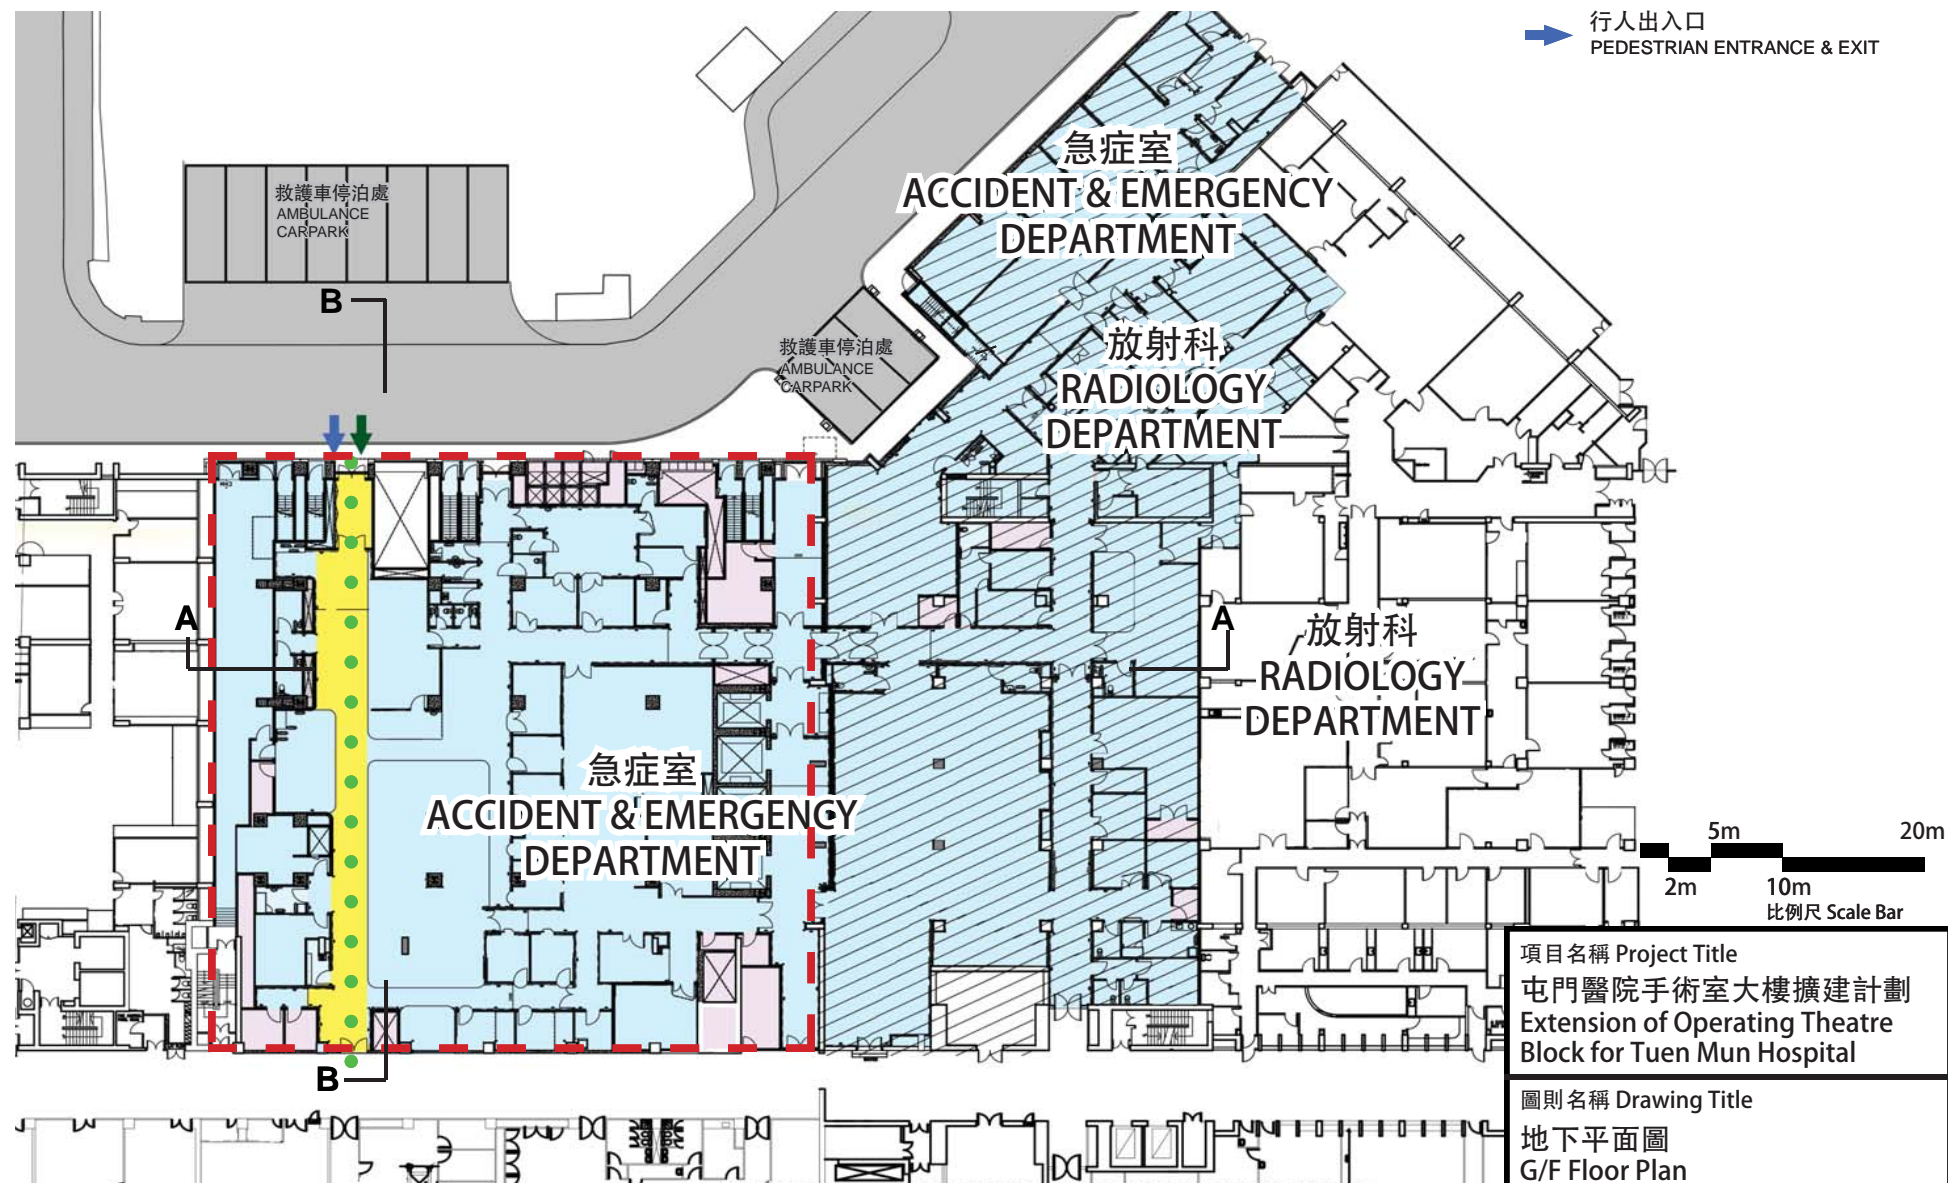 行人出入口
PEDESTRIAN ENTRANCE & EXIT
急症室
ACCIDENT & EMERGENCY
DEPARTMENT
救護車停泊處
AMBULANCE
CARPARK
B
救護車停泊處
AMBULANCE
CARPARK
放射科
RADIOLOGY
DEPARTMENT
A
A
放射科
RADIOLOGY
DEPARTMENT
急症室
ACCIDENT & EMERGENCY
DEPARTMENT
5m
20m
2m
10m
比例尺 Scale Bar
B
項目名稱 Project Title
屯門醫院手術室大樓擴建計劃
Extension of Operating Theatre
Block for Tuen Mun Hospital
圖則名稱 Drawing Title
地下平面圖
G/F Floor Plan